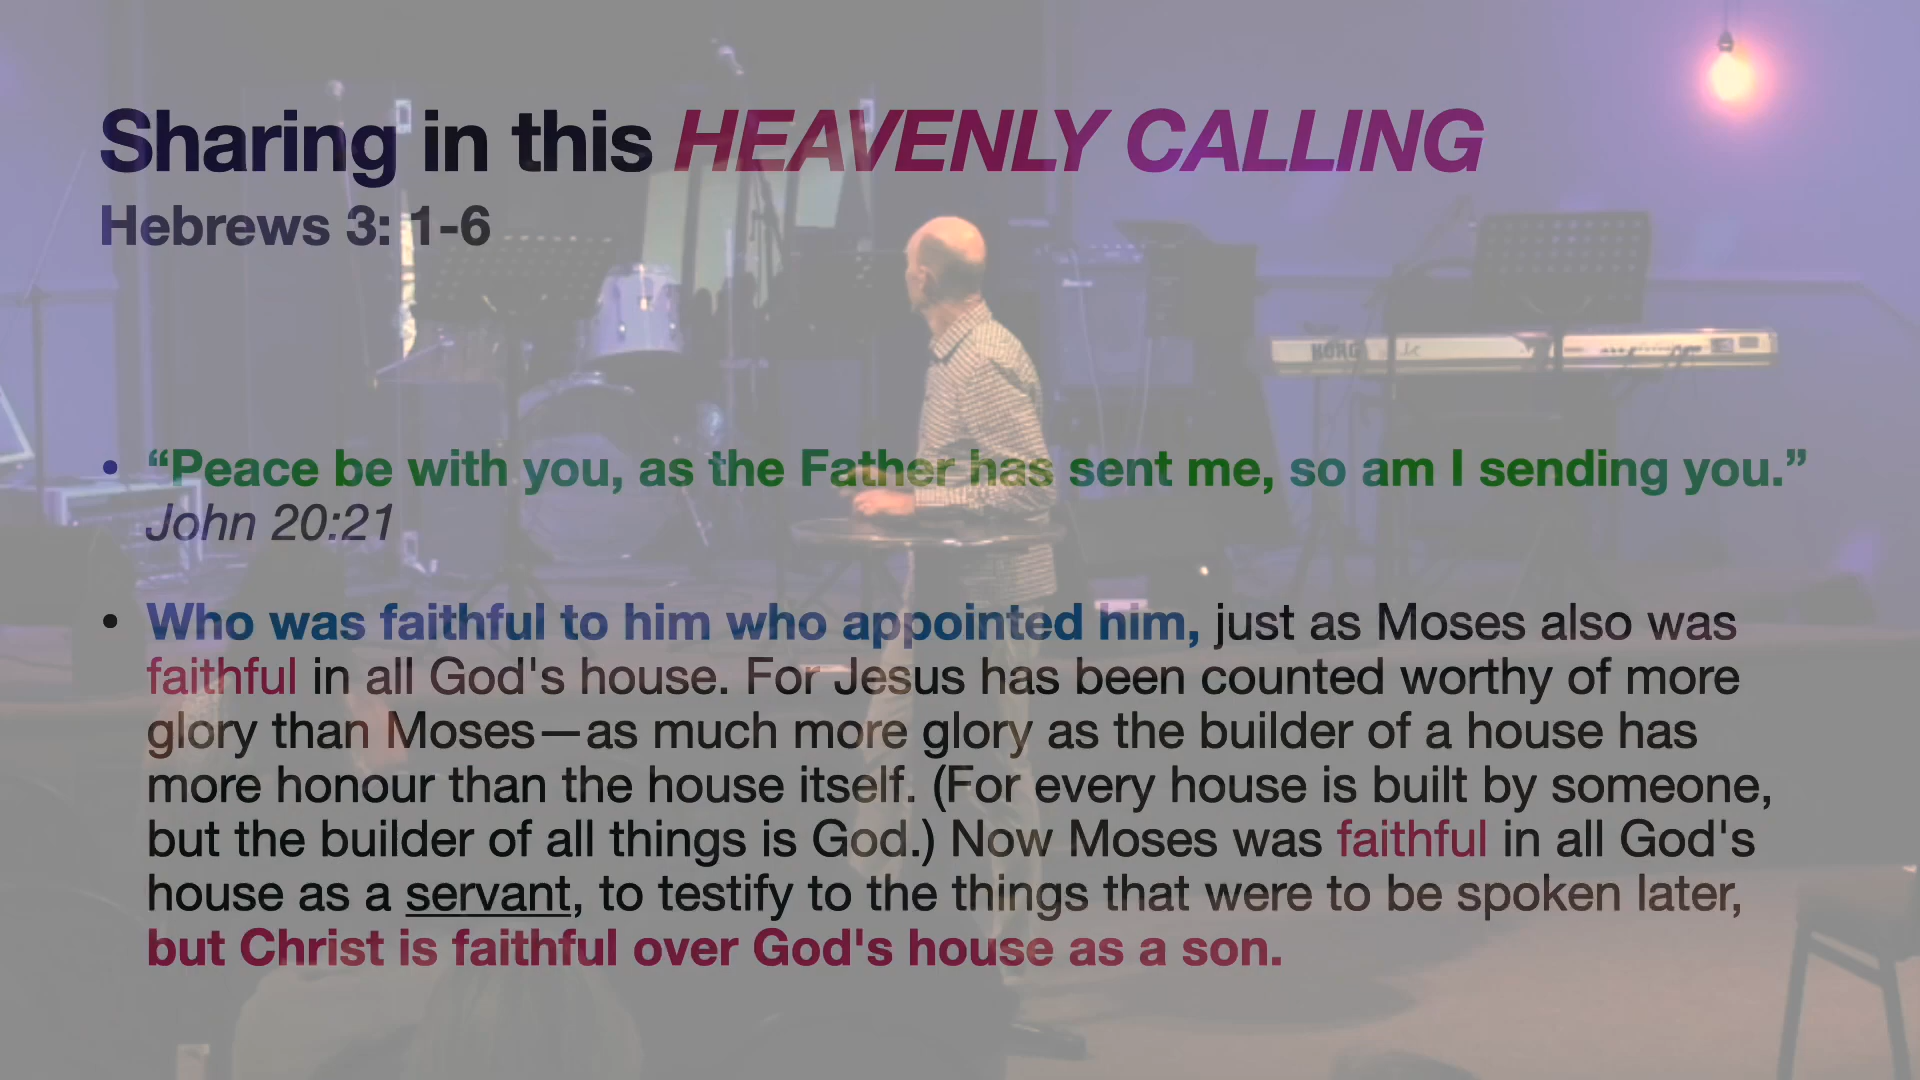 Sharing in this HEAVENLY CALLING
Hebrews 3: 1-6
• “Peace be with you, as the Father has sent me, so am I sending you.”
John 20:21
• Who was faithful to him who appointed him, just as Moses also was
faithful in all God's house. For Jesus has been counted worthy of more
glory than Moses—as much more glory as the builder of a house has
more honour than the house itself. (For every house is built by someone,
but the builder of all things is God.) Now Moses was faithful in all God's
house as a servant, to testify to the things that were to be spoken later,
but Christ is faithful over God's house as a son.
KORG